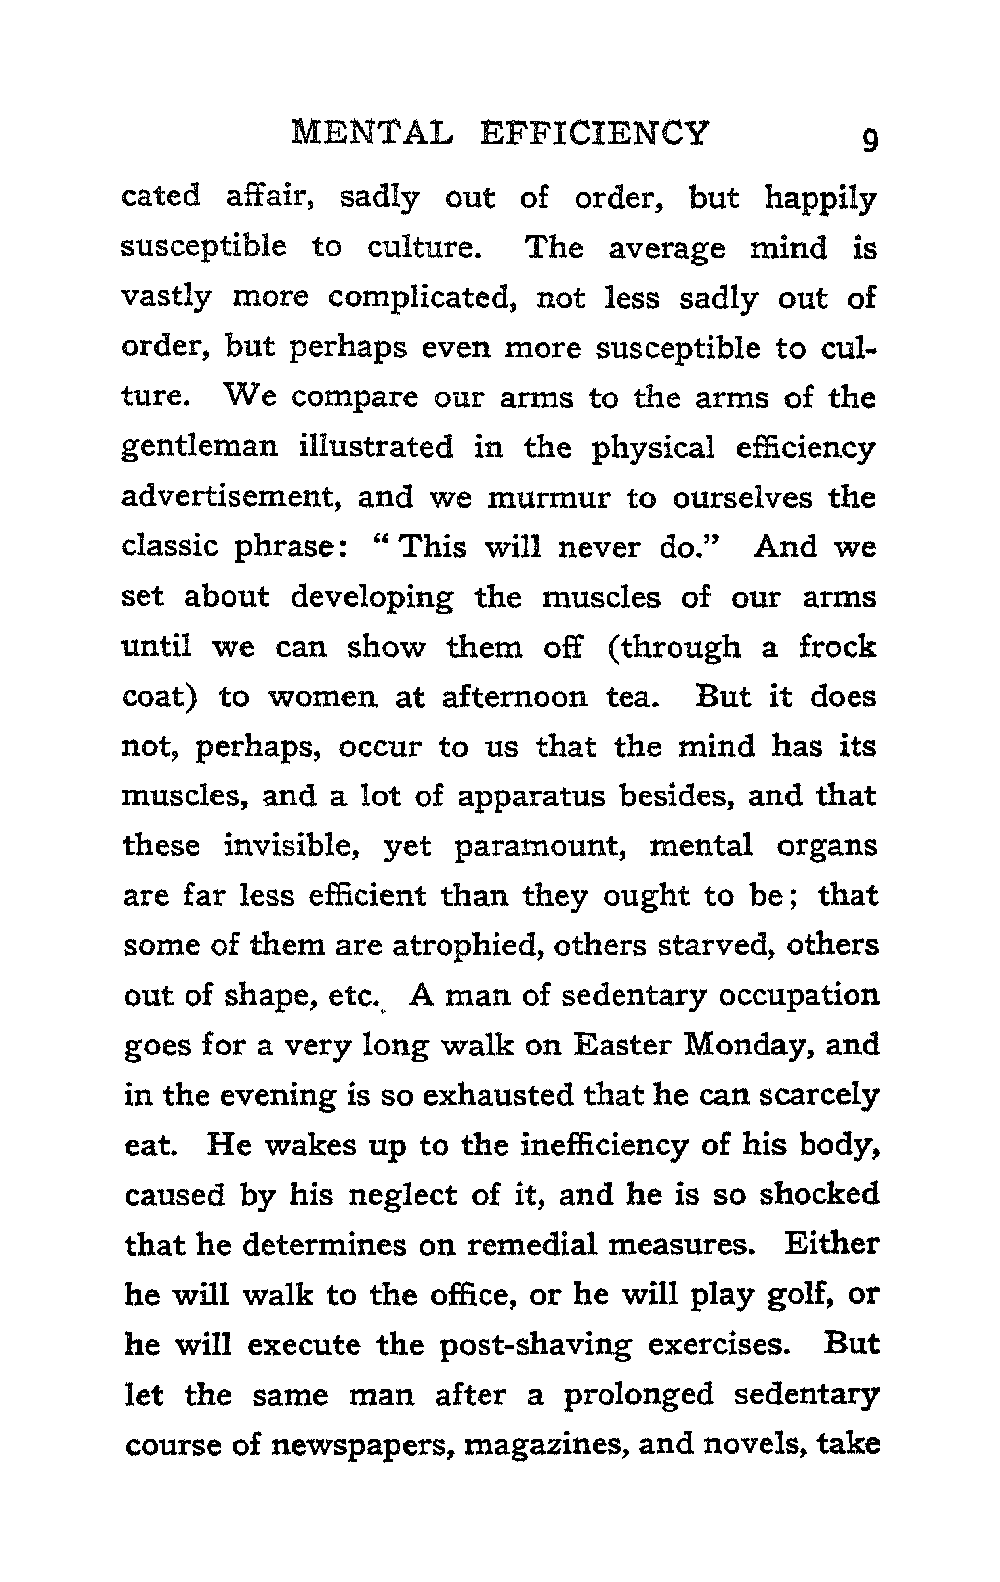 MENTAL EFFICIENCY 9
cated affair, sadly out of order, but happily
susceptible to culture. The average mind is
vastly more complicated, not less sadly out of
order, but perhaps even more susceptible to cul-
ture. We compare our arms to the arms of the
gentleman illustrated in the physical efficiency
advertisement, and we murmur to ourselves the
classic phrase: “ This will never do.” And we
set about developing the muscles of our arms
until we can show them off (through a frock
coat) to women at afternoon tea. But it does
not, perhaps, occur to us that the mind has its
muscles, and a lot of apparatus besides, and that
these invisible, yet paramount, mental organs
are far less efficient than they ought to be; that
some of them are atrophied, others starved, others
out of shape, etc. A man of sedentary occupation
goes for a very long walk on Easter Monday, and
in the evening is so exhausted that he can scarcely
eat. He wakes up to the inefficiency of his body,
caused by his neglect of it, and he is so shocked
that he determines on remedial measures. Either
he will walk to the office, or he will play golf, or
he will execute the post-shaving exercises. But
let the same man after a prolonged sedentary
course of newspapers, magazines, and novels, take